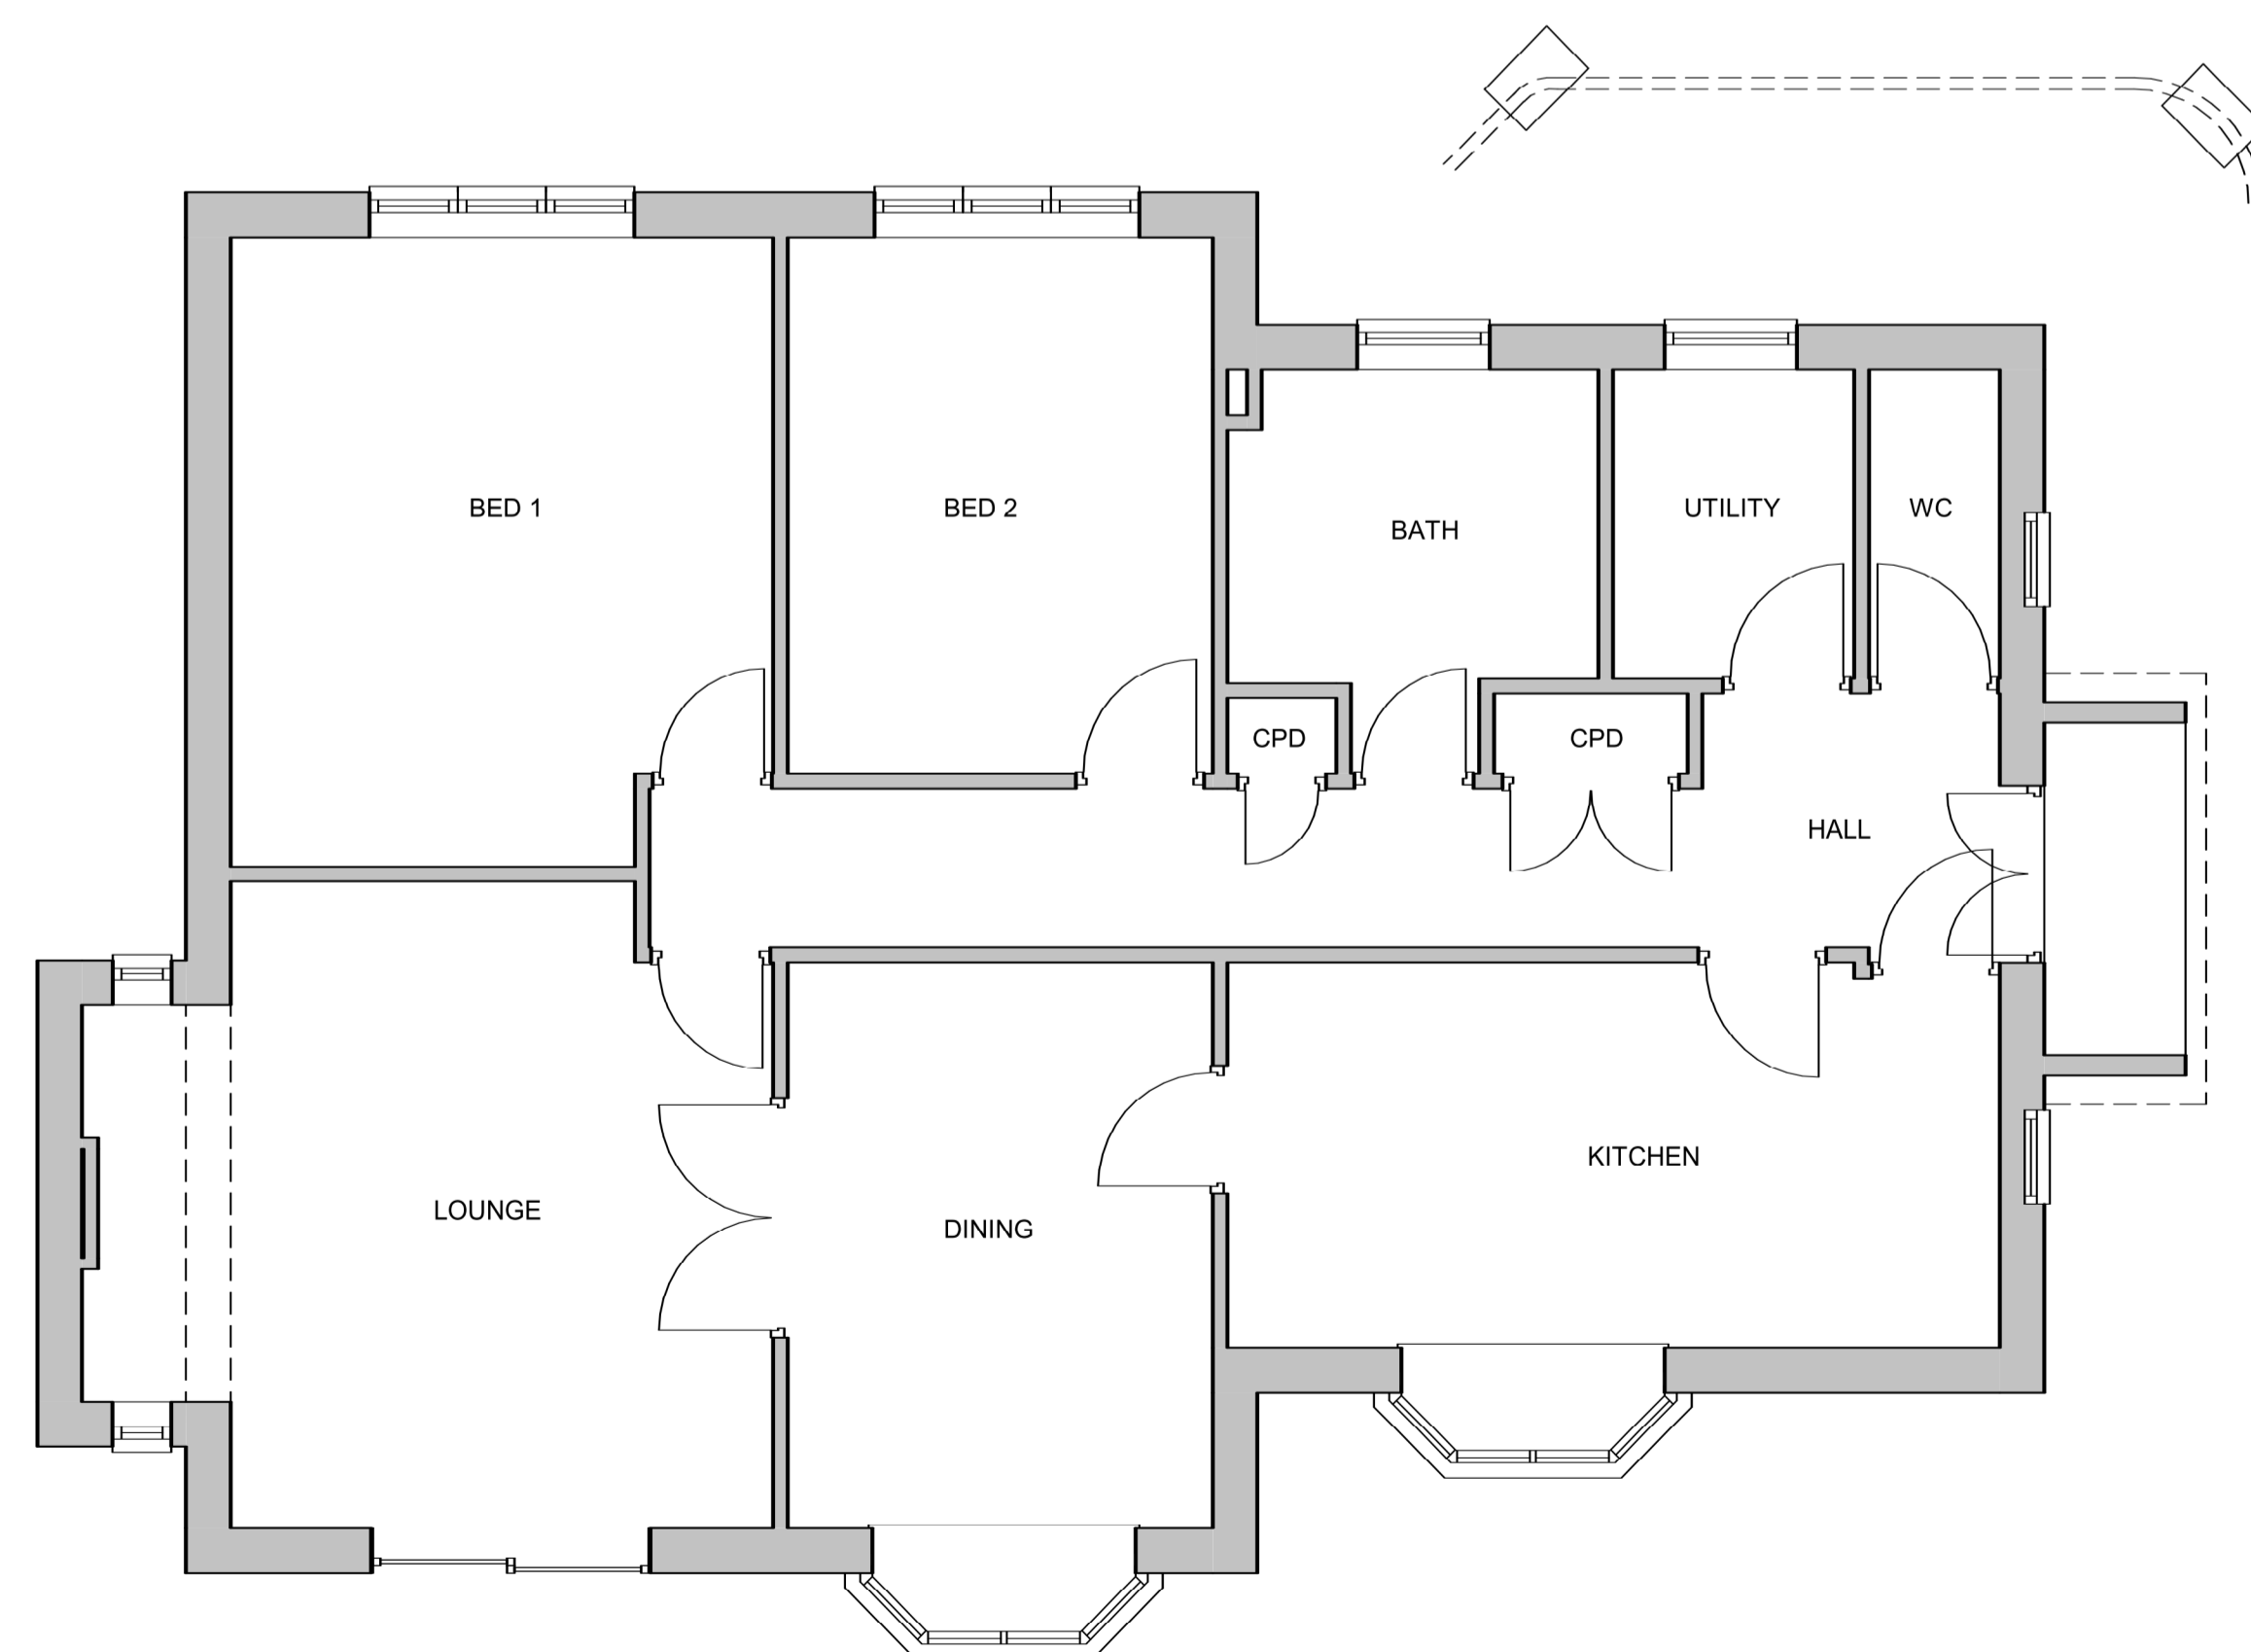 BED 1
BED 2
BATH
UTILITY
WC
CPD
CPD
HALL
KITCHEN
LOUNGE
DINING